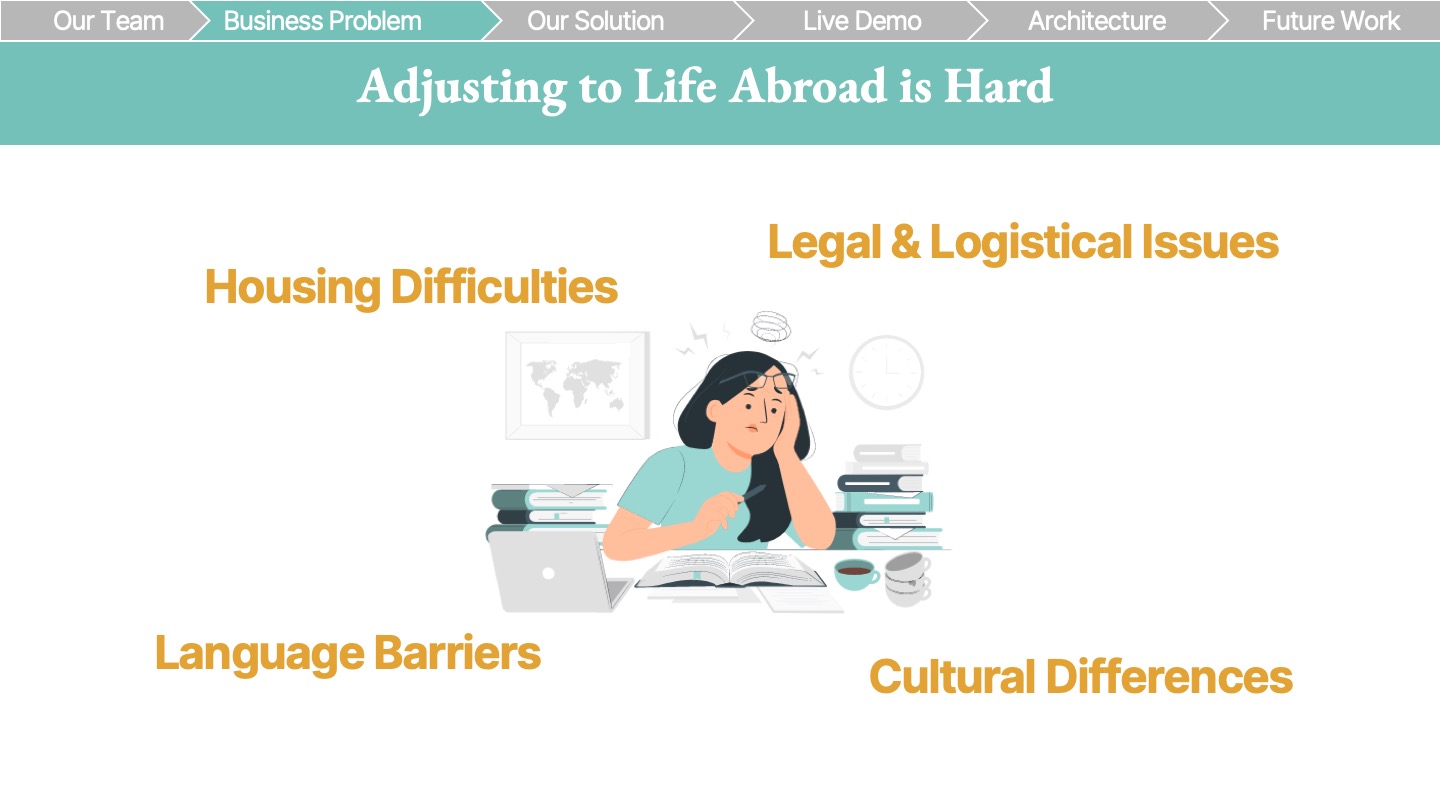 Our Team
Business Problem
Our Solution
Live Demo
Architecture
Future Work
Adjusting to Life Abroad is Hard
Legal & Logistical Issues
Housing Difficulties
Language Barriers
Cultural Differences